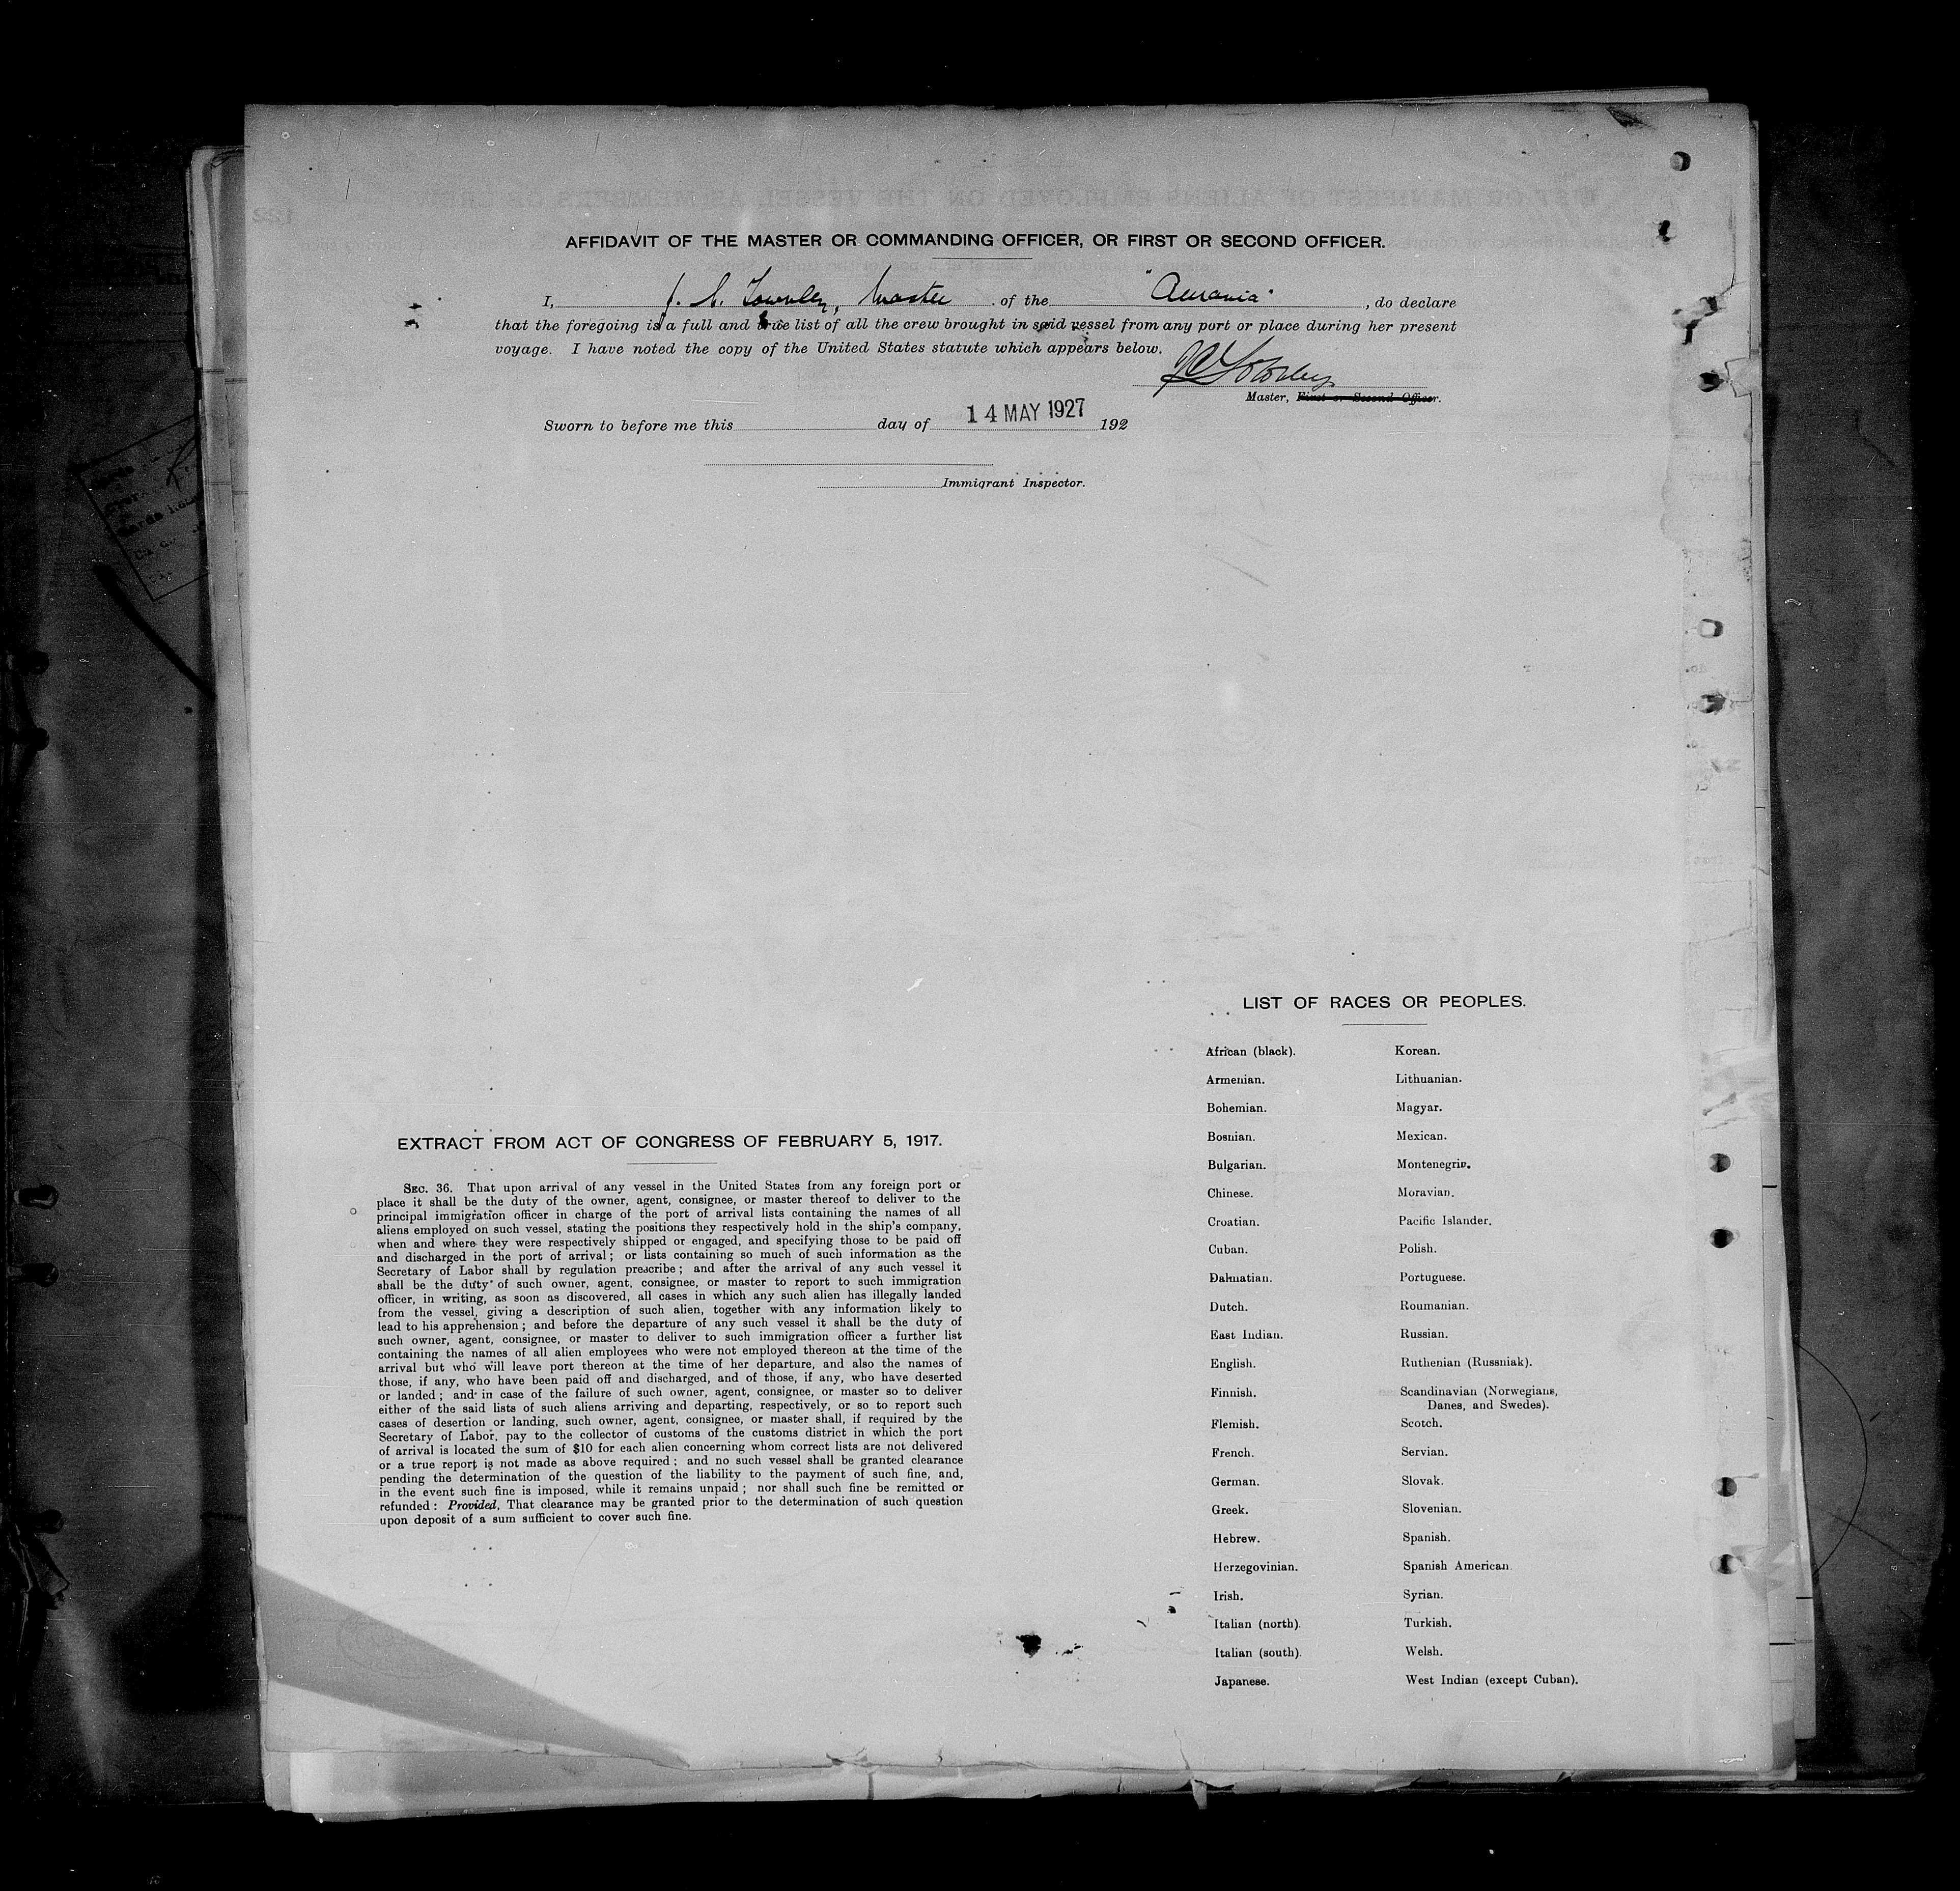 AFFIDAVIT OF THE MASTER OR COMMANDING OFFICER, OR FIRST OR SECOND OFFICER.
I, J. C. Townley, Master of the "Aurania", do declare
that the foregoing is a full and true list of all the crew brought in said vessel from any port or place during her present
voyage. I have noted the copy of the United States statute which appears below.
Master, First or Second Officer.
Sworn to before me this day of 14 MAY 1927 192
Immigrant Inspector.
LIST OF RACES OR PEOPLES.
African (black).
Armenian.
Bohemian.
Bosnian.
Bulgarian.
Chinese.
Croatian.
Cuban.
Dalmatian.
Dutch.
East Indian.
English.
Finnish.
Flemish.
French.
German.
Greek.
Hebrew.
Herzegovinian.
Irish.
Italian (north).
Italian (south).
Japanese.
Korean.
Lithuanian.
Magyar.
Mexican.
Montenegrin.
Moravian.
Pacific Islander.
Polish.
Portuguese.
Roumanian.
Russian.
Ruthenian (Russniak).
Scandinavian (Norwegians,
Danes, and Swedes).
Scotch.
Servian.
Slovak.
Slovenian.
Spanish.
Spanish American
Syrian.
Turkish.
Welsh.
West Indian (except Cuban).
EXTRACT FROM ACT OF CONGRESS OF FEBRUARY 5, 1917.
SEC. 36. That upon arrival of any vessel in the United States from any foreign port or
place it shall be the duty of the owner, agent, consignee, or master thereof to deliver to the
principal immigration officer in charge of the port of arrival lists containing the names of all
aliens employed on such vessel, stating the positions they respectively hold in the ship's company,
when and where they were respectively shipped or engaged, and specifying those to be paid off
and discharged in the port of arrival; or lists containing so much of such information as the
Secretary of Labor shall by regulation prescribe; and after the arrival of any such vessel it
shall be the duty of such owner, agent, consignee, or master to report to such immigration
officer, in writing, as soon as discovered, all cases in which any such alien has illegally landed
from the vessel, giving a description of such alien, together with any information likely to
lead to his apprehension; and before the departure of any such vessel it shall be the duty of
such owner, agent, consignee, or master to deliver to such immigration officer a further list
containing the names of all alien employees who were not employed thereon at the time of the
arrival but who will leave port thereon at the time of her departure, and also the names of
those, if any, who have been paid off and discharged, and of those, if any, who have deserted
or landed; and in case of the failure of such owner, agent, consignee, or master so to deliver
either of the said lists of such aliens arriving and departing, respectively, or so to report such
cases of desertion or landing, such owner, agent, consignee, or master shall, if required by the
Secretary of Labor, pay to the collector of customs of the customs district in which the port
of arrival is located the sum of $10 for each alien concerning whom correct lists are not delivered
or a true report is not made as above required; and no such vessel shall be granted clearance
pending the determination of the question of the liability to the payment of such fine, and,
in the event such fine is imposed, while it remains unpaid; nor shall such fine be remitted or
refunded: Provided, That clearance may be granted prior to the determination of such question
upon deposit of a sum sufficient to cover such fine.